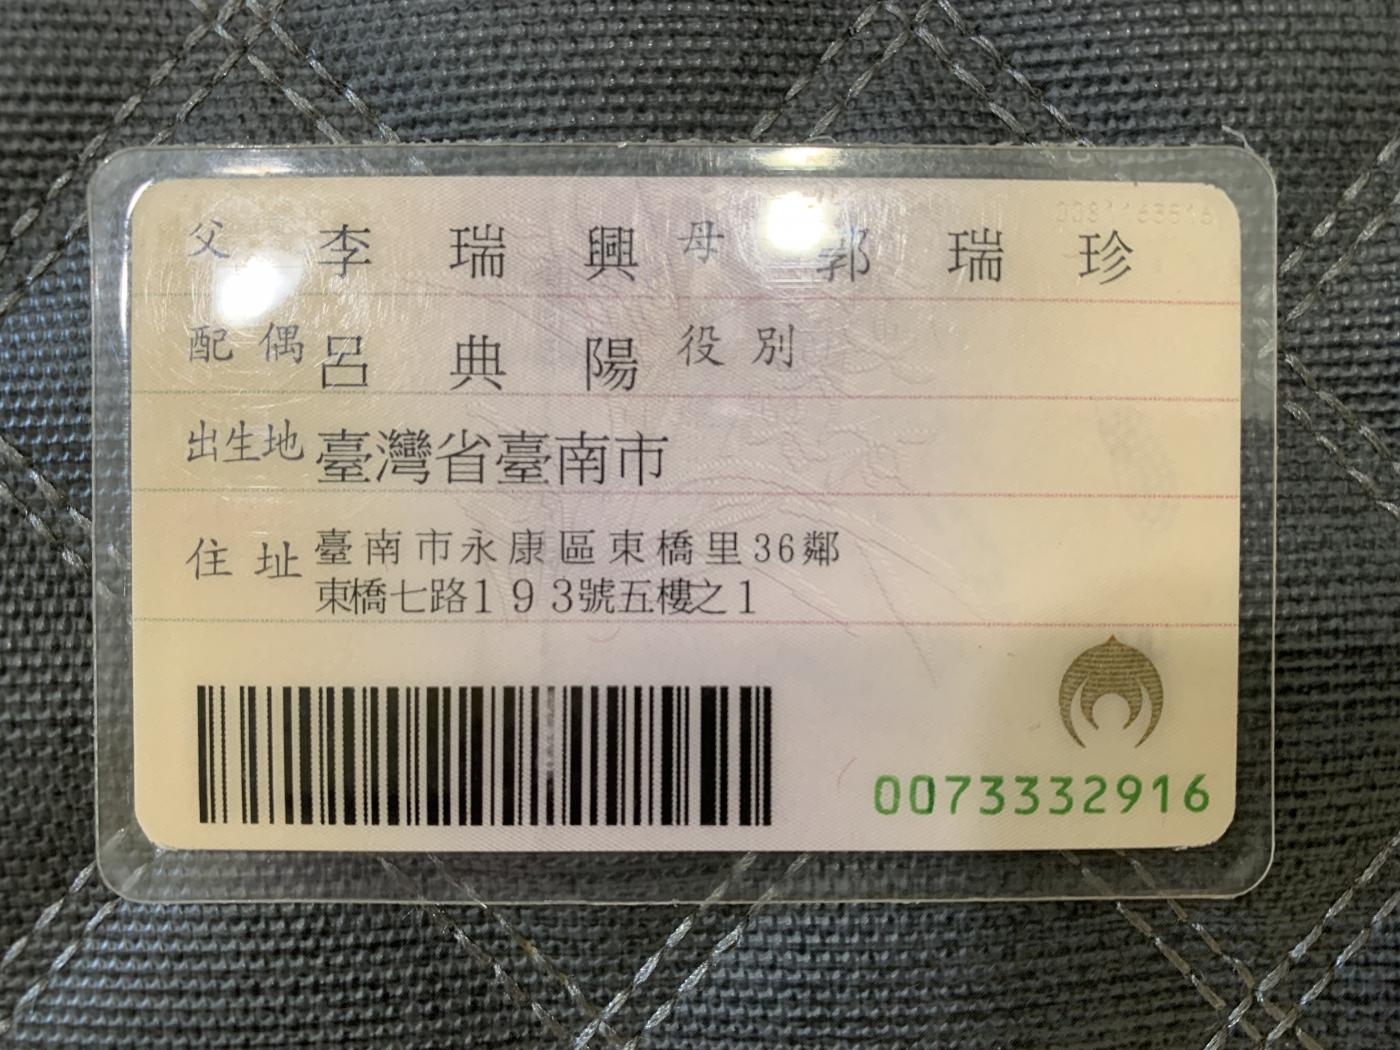 父 李瑞興 母 郭瑞珍
配偶 呂典陽 役別
出生地 臺灣省臺南市
住址 臺南市永康區東橋里36鄰
東橋七路193號五樓之1
0073332916